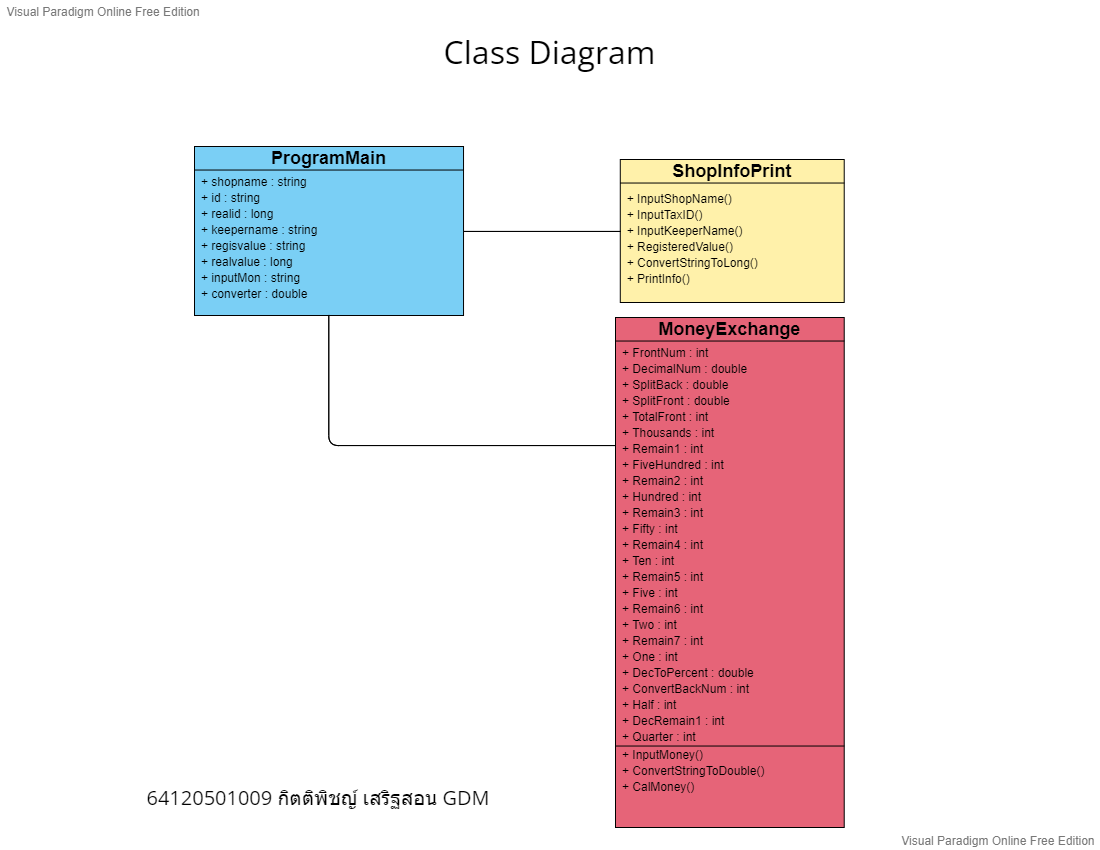 Visual Paradigm Online Free Edition
Class Diagram
ProgramMain
+ shopname : string
+ id : string
+ realid : long
+ keepername : string
+ regisvalue : string
+ realvalue : long
+ inputMon : string
+ converter : double
ShopInfoPrint
+ InputShopName()
+ InputTaxID()
+ InputKeeperName()
+ RegisteredValue()
+ ConvertStringToLong()
+ PrintInfo()
MoneyExchange
+ FrontNum : int
+ DecimalNum : double
+ SplitBack : double
+ SplitFront : double
+ TotalFront : int
+ Thousands : int
+ Remain1 : int
+ FiveHundred : int
+ Remain2 : int
+ Hundred : int
+ Remain3 : int
+ Fifty : int
+ Remain4 : int
+ Ten : int
+ Remain5 : int
+ Five : int
+ Remain6 : int
+ Two : int
+ Remain7 : int
+ One : int
+ DecToPercent : double
+ ConvertBackNum : int
+ Half : int
+ DecRemain1 : int
+ Quarter : int
+ InputMoney()
+ ConvertStringToDouble()
+ CalMoney()
64120501009 กิตติพิชญ์ เสริฐสอน GDM
Visual Paradigm Online Free Edition